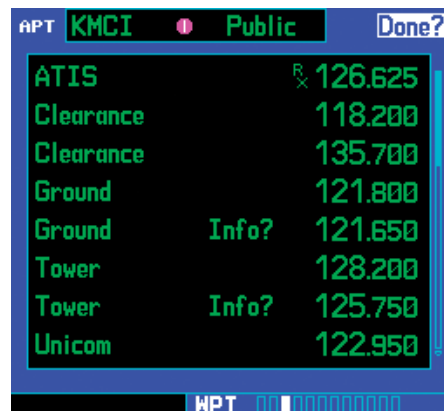 APT KMCI Public Done?
ATIS Rx 126.625
Clearance 118.200
Clearance 135.700
Ground 121.800
Ground Info? 121.650
Tower 128.200
Tower Info? 125.750
Unicom 122.950
WPT